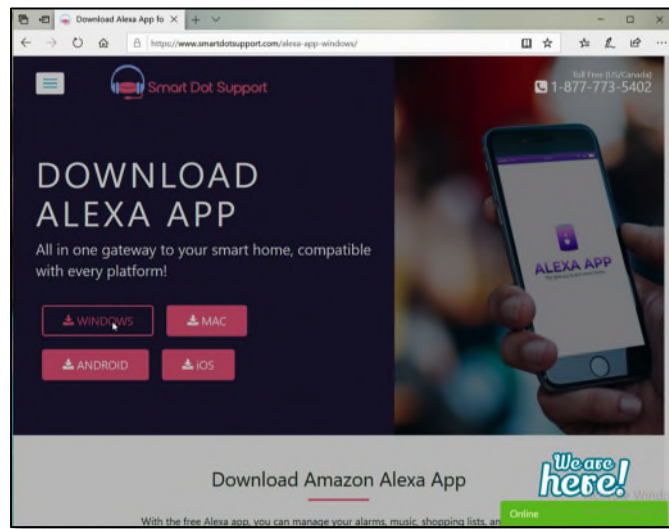 Download Alexa App fo
https://www.smartdotsupport.com/alexa-app-windows/
Smart Dot Support
Toll Free (US/Canada)
1-877-773-5402
DOWNLOAD
ALEXA APP
All in one gateway to your smart home, compatible
with every platform!
WINDOWS
MAC
ANDROID
iOS
ALEXA APP
Download Amazon Alexa App
We are
here!
With the free Alexa app, you can manage your alarms, music, shopping lists, an
Online